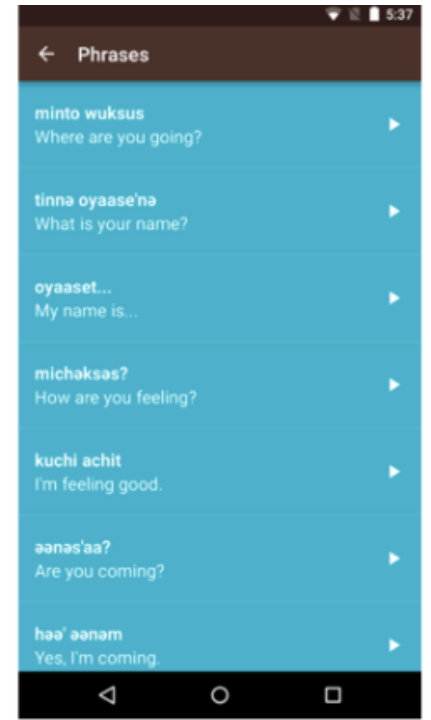 5:37
Phrases
minto wuksus
Where are you going?
tinnə oyaase'nə
What is your name?
oyaaset...
My name is...
michəksəs?
How are you feeling?
kuchi achit
I'm feeling good.
əənəs'aa?
Are you coming?
həə' əənəm
Yes, I'm coming.